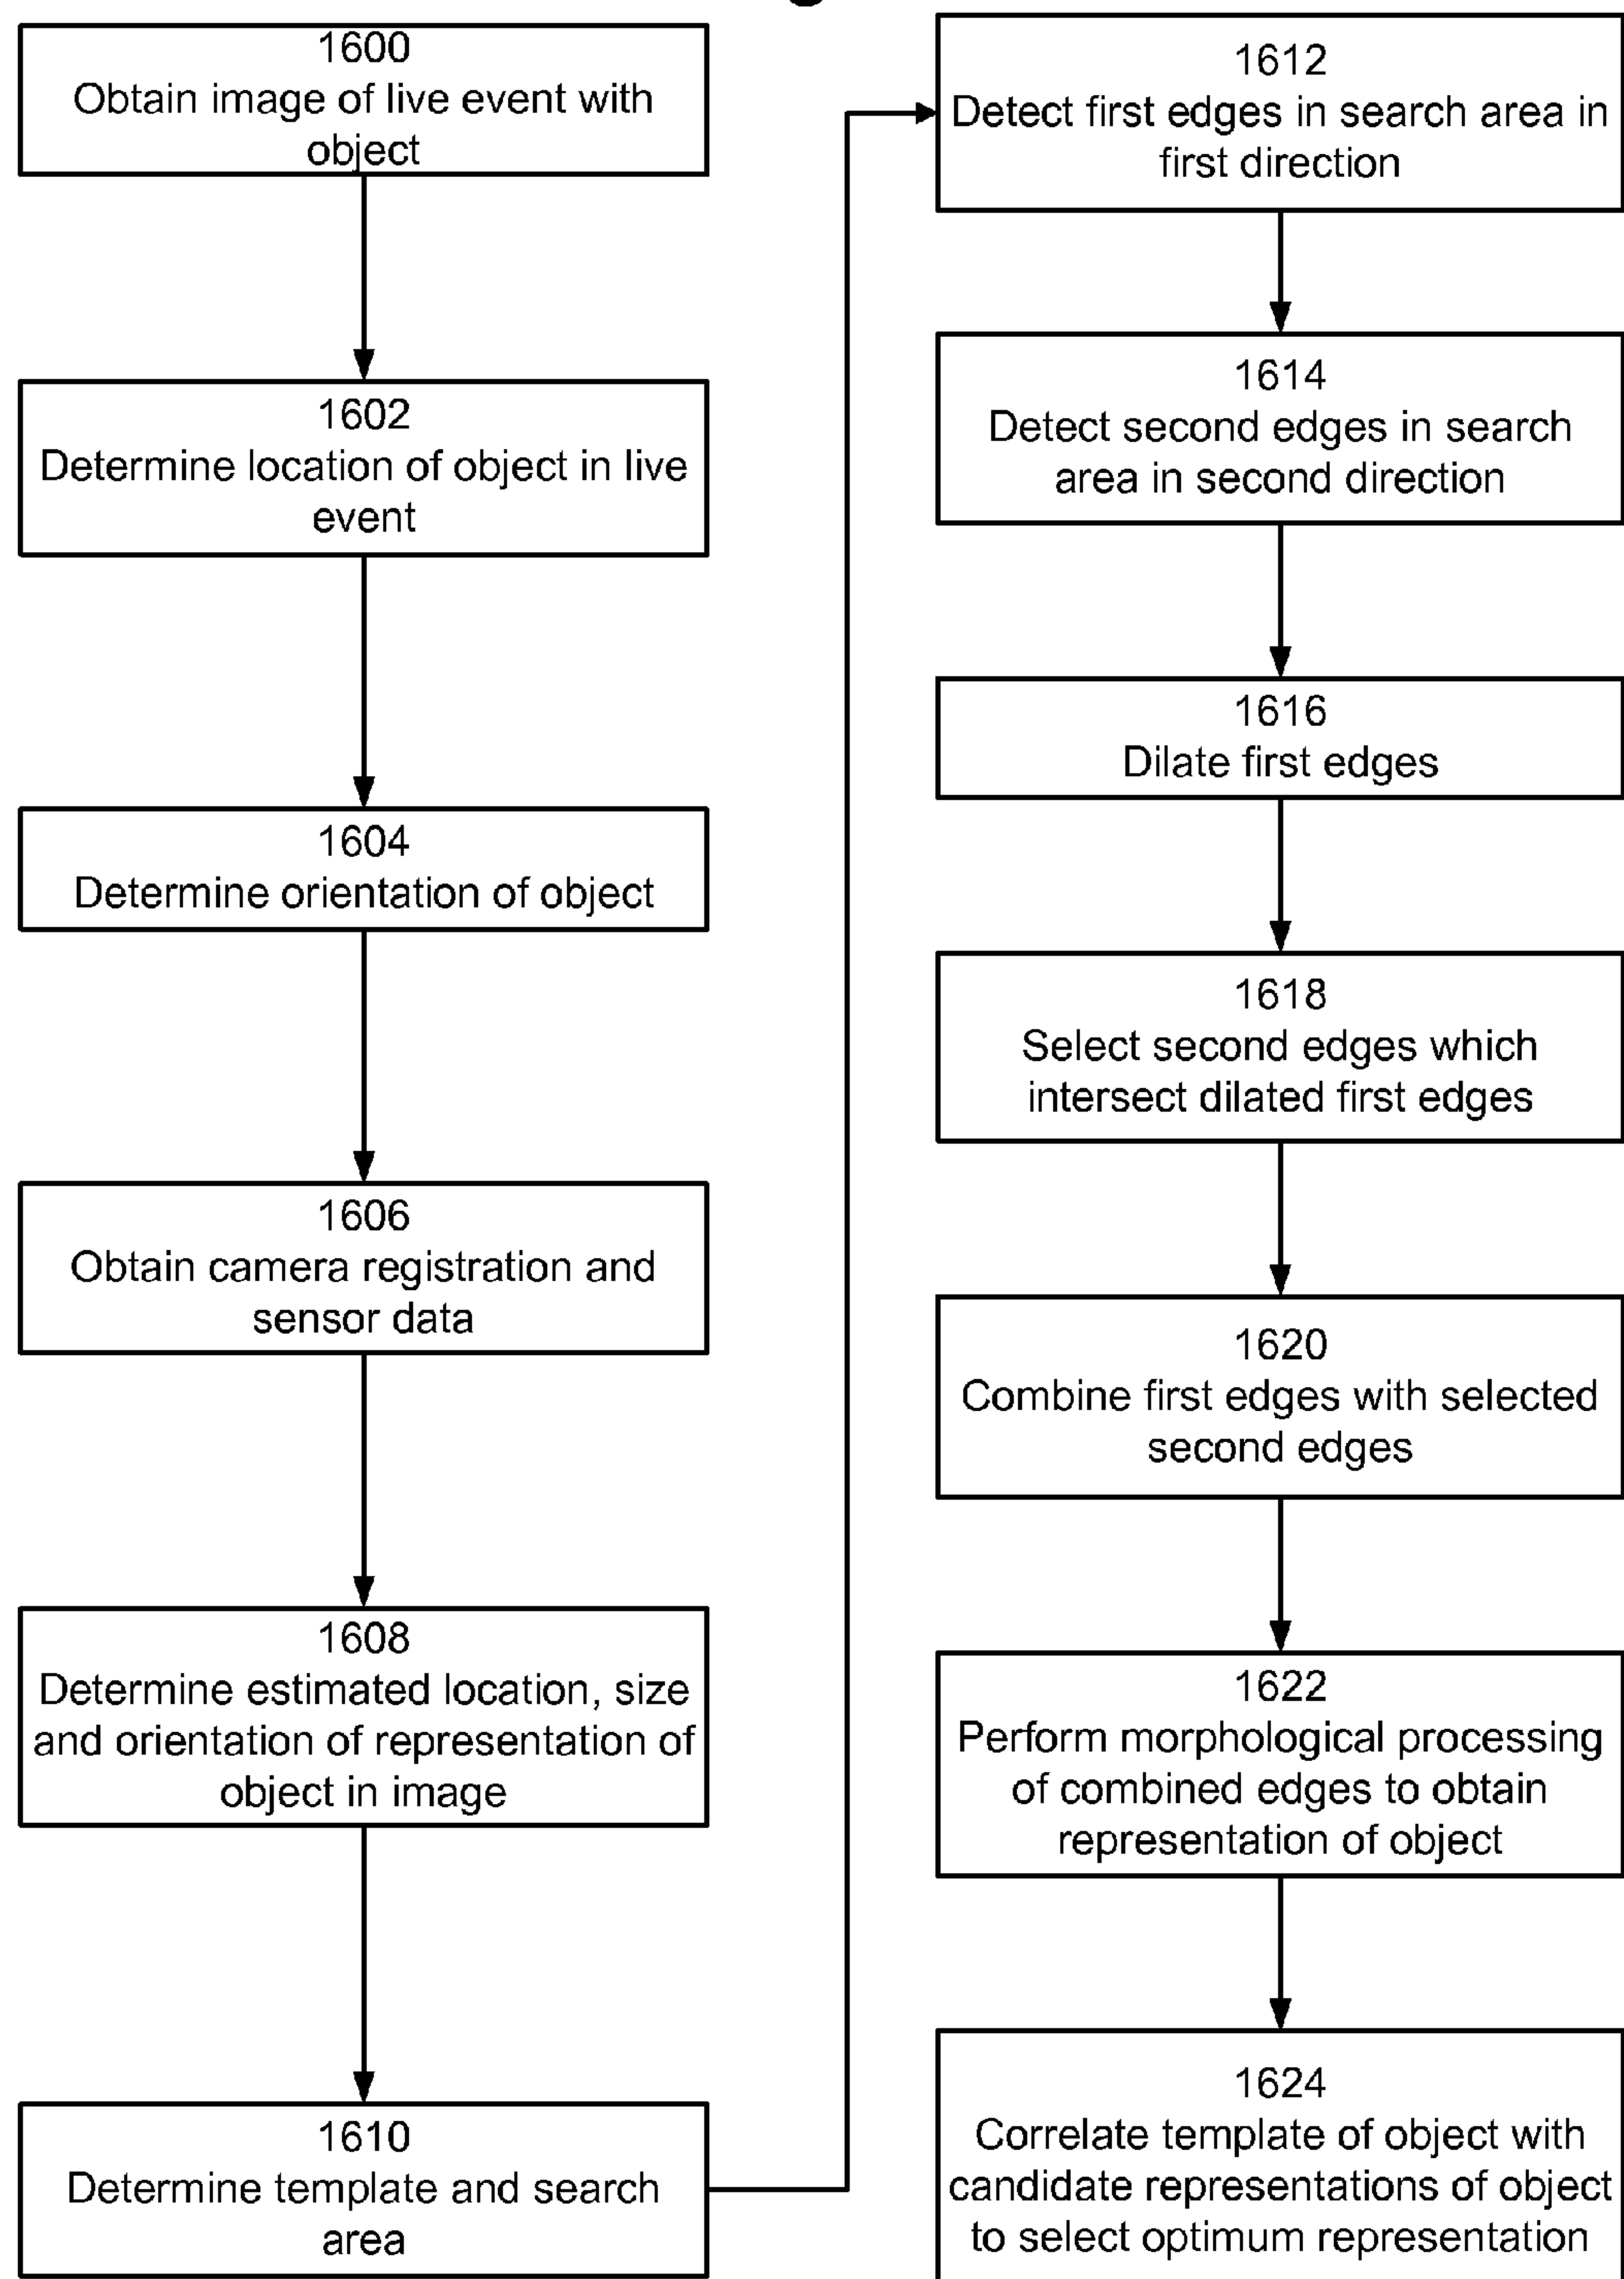 1600
Obtain image of live event with
object
1602
Determine location of object in live
event
1604
Determine orientation of object
1606
Obtain camera registration and
sensor data
1608
Determine estimated location, size
and orientation of representation of
object in image
1610
Determine template and search
area
1612
Detect first edges in search area in
first direction
1614
Detect second edges in search
area in second direction
1616
Dilate first edges
1618
Select second edges which
intersect dilated first edges
1620
Combine first edges with selected
second edges
1622
Perform morphological processing
of combined edges to obtain
representation of object
1624
Correlate template of object with
candidate representations of object
to select optimum representation